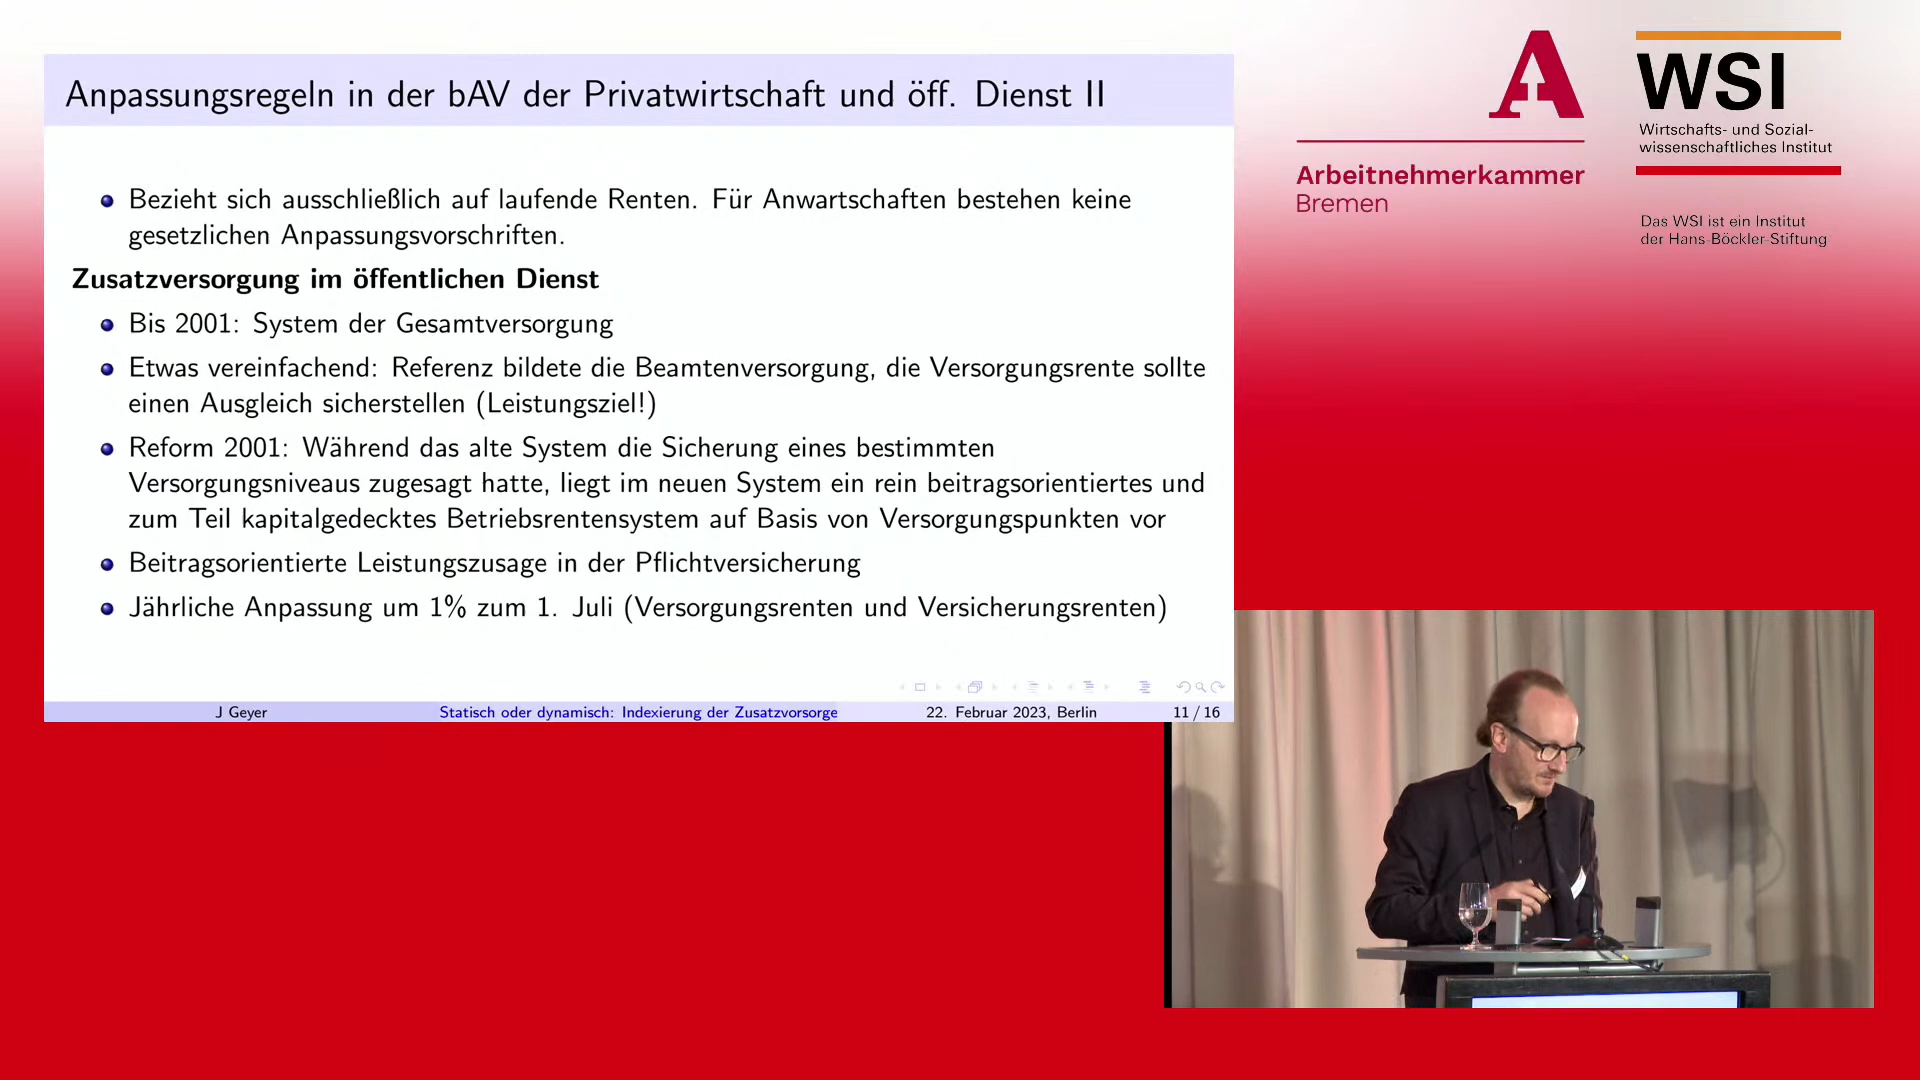 Anpassungsregeln in der bAV der Privatwirtschaft und öff. Dienst II
Bezieht sich ausschließlich auf laufende Renten. Für Anwartschaften bestehen keine
gesetzlichen Anpassungsvorschriften.
Zusatzversorgung im öffentlichen Dienst
Bis 2001: System der Gesamtversorgung
Etwas vereinfachend: Referenz bildete die Beamtenversorgung, die Versorgungsrente sollte
einen Ausgleich sicherstellen (Leistungsziel!)
Reform 2001: Während das alte System die Sicherung eines bestimmten
Versorgungsniveaus zugesagt hatte, liegt im neuen System ein rein beitragsorientiertes und
zum Teil kapitalgedecktes Betriebsrentensystem auf Basis von Versorgungspunkten vor
Beitragsorientierte Leistungszusage in der Pflichtversicherung
Jährliche Anpassung um 1% zum 1. Juli (Versorgungsrenten und Versicherungsrenten)
J Geyer
Statisch oder dynamisch: Indexierung der Zusatzvorsorge
22. Februar 2023, Berlin
11 / 16
A
Arbeitnehmerkammer
Bremen
WSI
Wirtschafts- und Sozial-
wissenschaftliches Institut
Das WSI ist ein Institut
der Hans-Böckler-Stiftung